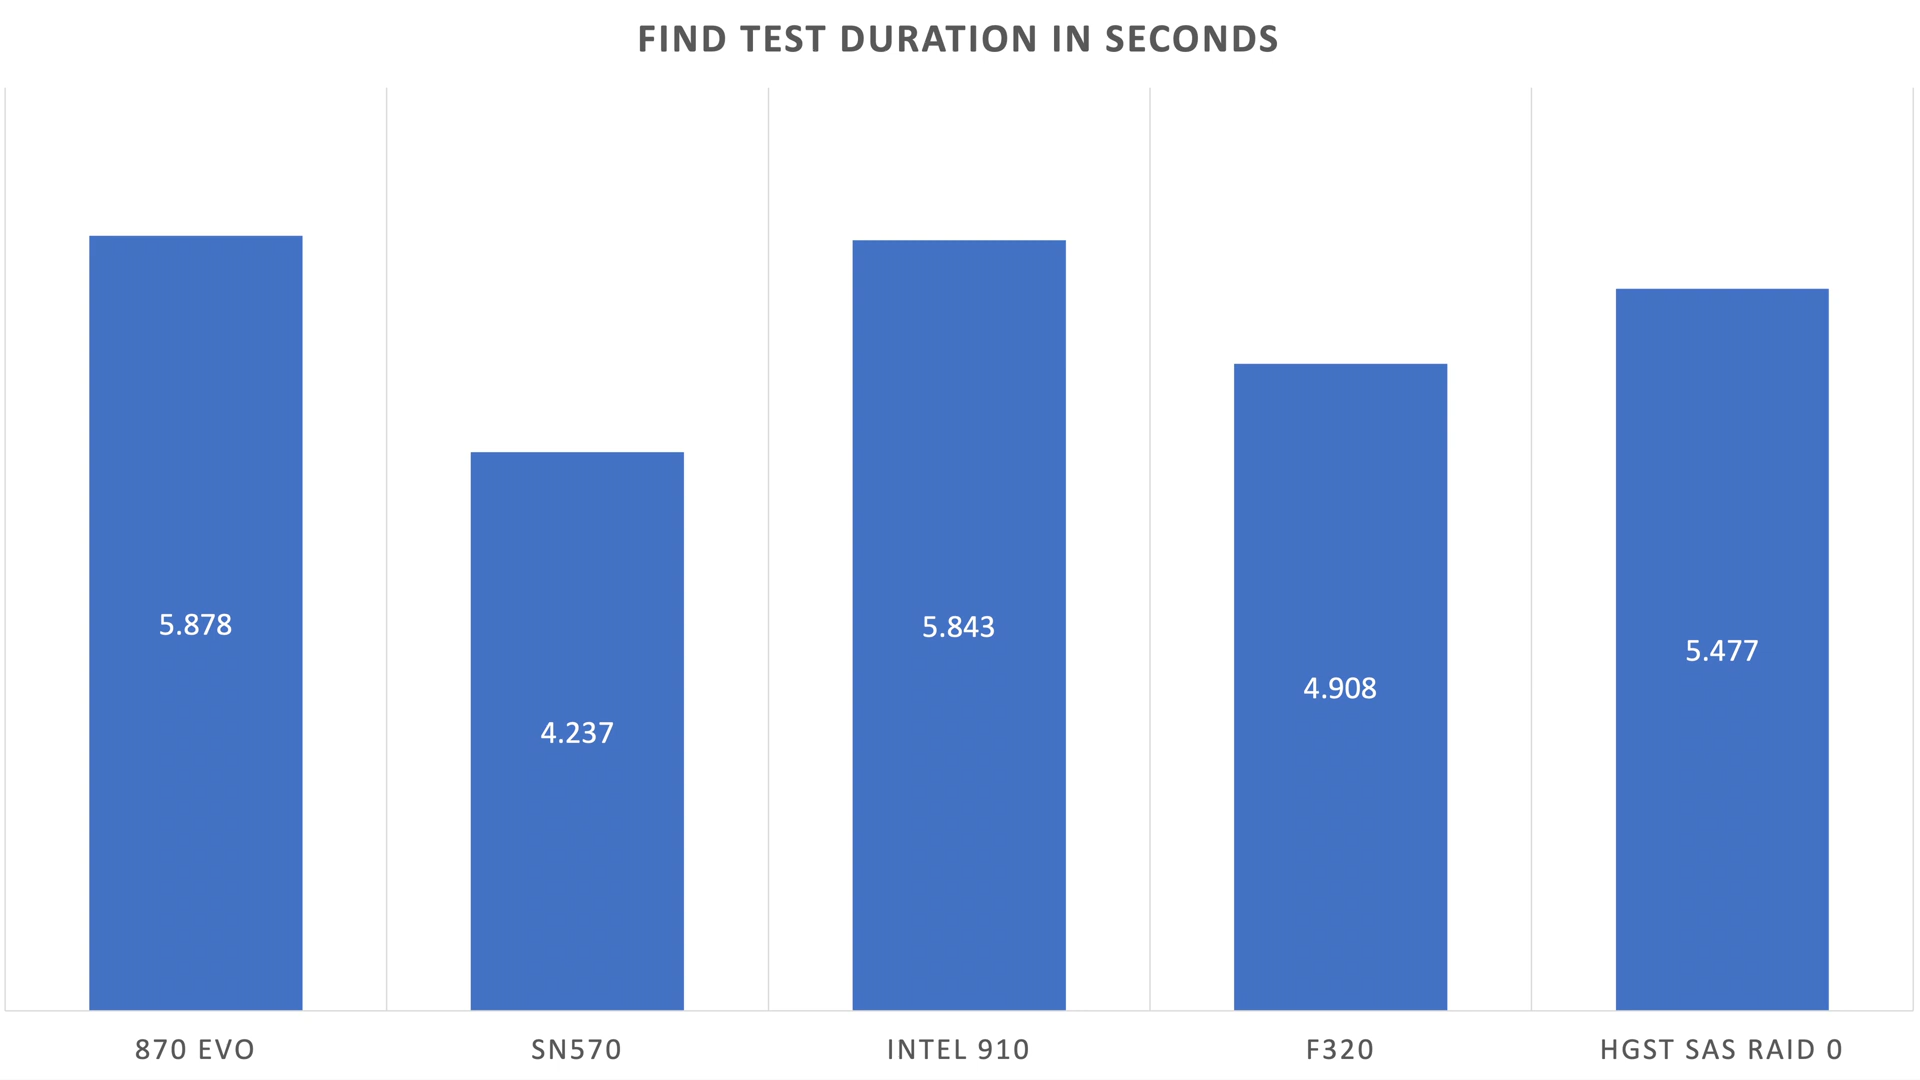 FIND TEST DURATION IN SECONDS
5.878
4.237
5.843
4.908
5.477
870 EVO
SN570
INTEL 910
F320
HGST SAS RAID 0